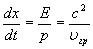 dx/dt = E/p = c²/υ_гр